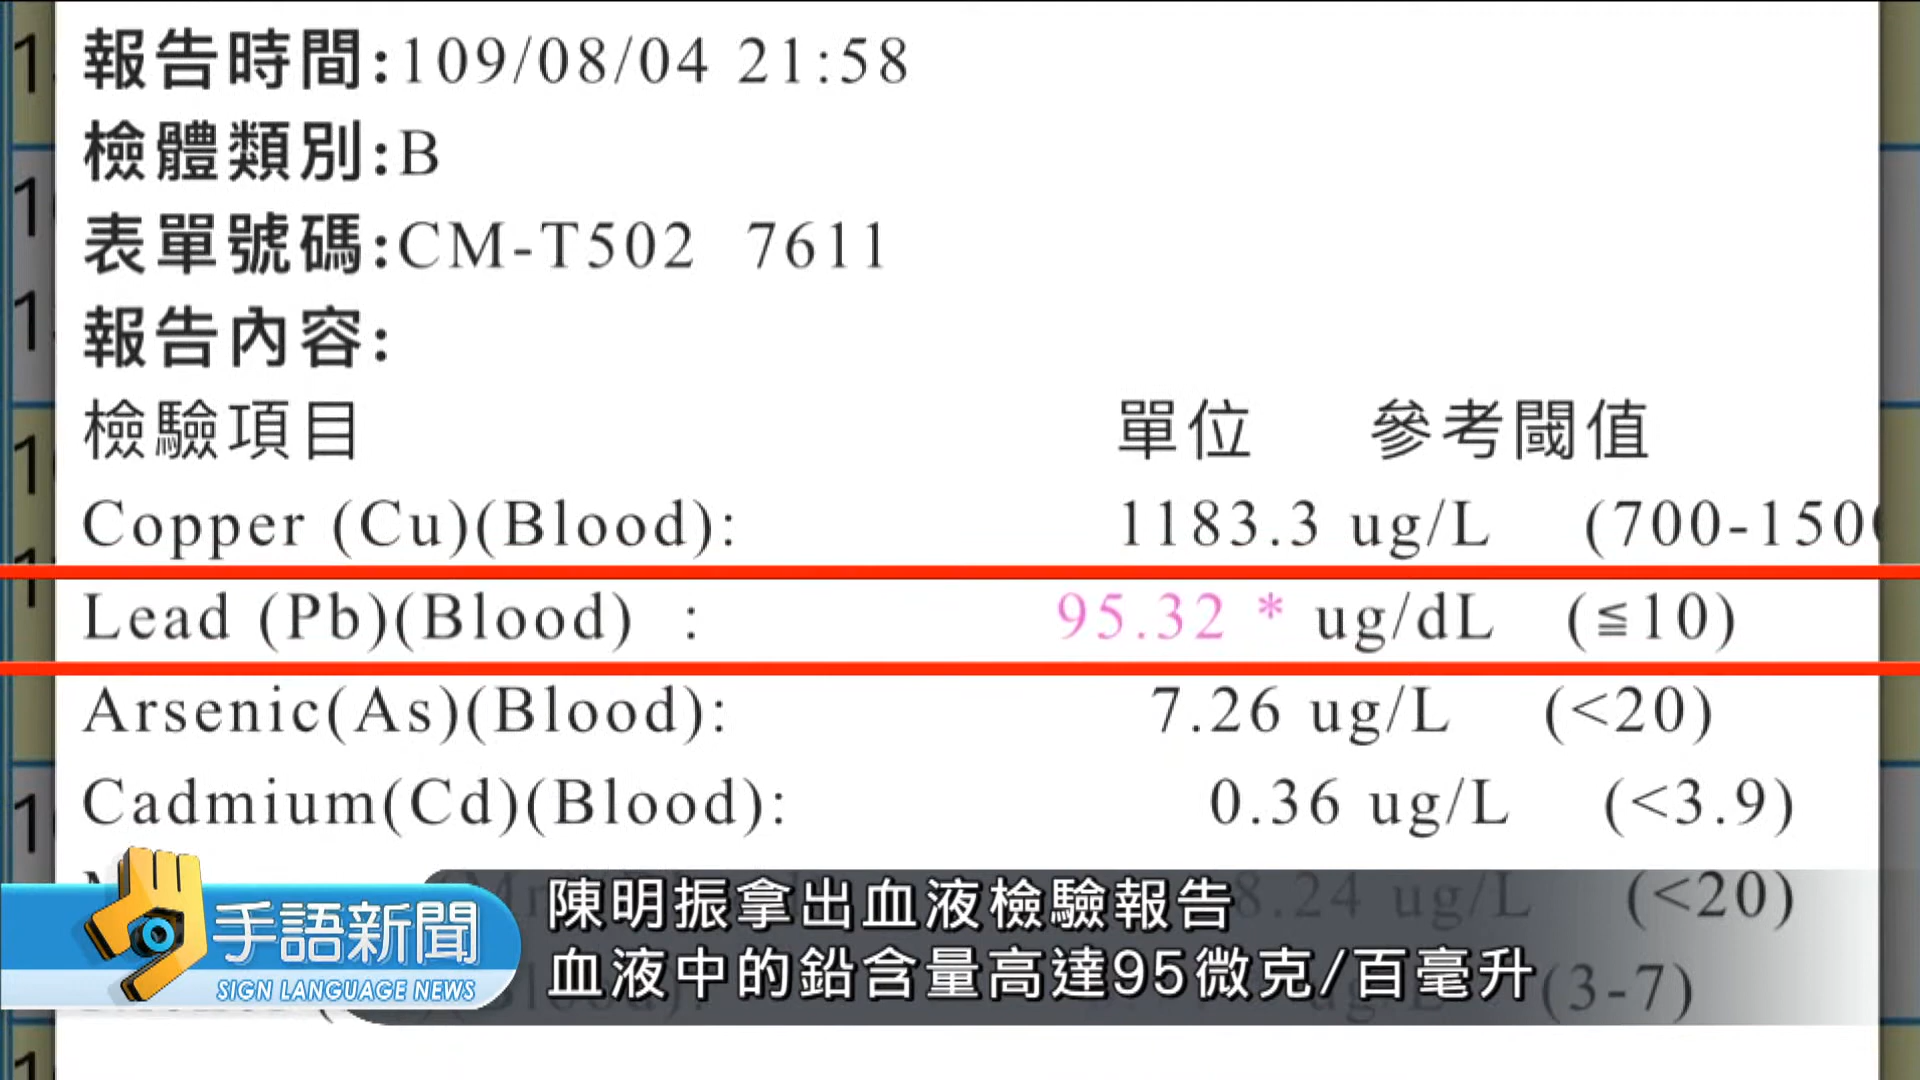 報告時間:109/08/04 21:58
檢體類別:B
表單號碼:CM-T502 7611
報告內容:
檢驗項目 單位 參考閾值
Copper (Cu)(Blood): 1183.3 ug/L (700-150
Lead (Pb)(Blood) : 95.32 * ug/dL (≦10)
Arsenic(As)(Blood): 7.26 ug/L (<20)
Cadmium(Cd)(Blood): 0.36 ug/L (<3.9)
8.24 ug/L (<20)
(3-7)
手語新聞
SIGN LANGUAGE NEWS
陳明振拿出血液檢驗報告
血液中的鉛含量高達95微克/百毫升